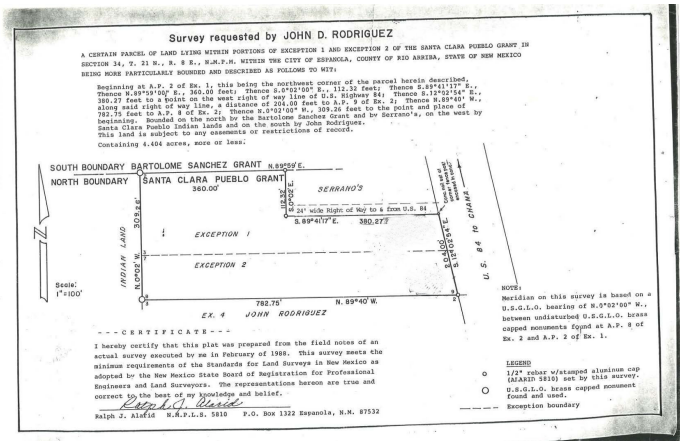 Survey requested by JOHN D. RODRIGUEZ
A CERTAIN PARCEL OF LAND LYING WITHIN PORTIONS OF EXCEPTION 1 AND EXCEPTION 2 OF THE SANTA CLARA PUEBLO GRANT IN
SECTION 34, T. 21 N., R. 8 E., N.M.P.M. WITHIN THE CITY OF ESPANOLA, COUNTY OF RIO ARRIBA, STATE OF NEW MEXICO
BEING MORE PARTICULARLY BOUNDED AND DESCRIBED AS FOLLOWS TO WIT:
Beginning at A.P. 2 of Ex. 1, this being the northwest corner of the parcel herein described,
Thence N.89°59'00" E., 360.00 feet; Thence S.0°02'00" E., 112.32 feet; Thence S.89°41'17" E.,
380.27 feet to a point on the west right of way line of U.S. Highway 84; Thence S.12°02'54" E.,
along said right of way line, a distance of 204.00 feet to A.P. 9 of Ex. 2; Thence N.89°40' W.,
782.75 feet to A.P. 8 of Ex. 2; Thence N.0°02'00" W., 309.26 feet to the point and place of
beginning. Bounded on the north by the Bartolome Sanchez Grant and by Serrano's, on the west by
Santa Clara Pueblo Indian lands and on the south by John Rodriguez.
This land is subject to any easements or restrictions of record.
Containing 4.404 acres, more or less.
SOUTH BOUNDARY BARTOLOME SANCHEZ GRANT N.89°59' E.
NORTH BOUNDARY SANTA CLARA PUEBLO GRANT
360.00'
112.32'
S.0°02' E.
SERRANO'S
24' wide Right of Way to & from U.S. 84
S.89°41'17" E. 380.27'
309.26'
N.0°02' W.
INDIAN LAND
EXCEPTION 1
EXCEPTION 2
204.00'
S.12°02'54" E.
U.S. 84 to CHAMA
N
Scale:
1"=100'
782.75' N.89°40' W.
EX. 4 JOHN RODRIGUEZ
NOTE:
Meridian on this survey is based on a
U.S.G.L.O. bearing of N.0°02'00" W.,
between undisturbed U.S.G.L.O. brass
capped monuments found at A.P. 8 of
Ex. 2 and A.P. 2 of Ex. 1.
---CERTIFICATE---
I hereby certify that this plat was prepared from the field notes of an
actual survey executed by me in February of 1988. This survey meets the
minimum requirements of the Standards for Land Surveys in New Mexico as
adopted by the New Mexico State Board of Registration for Professional
Engineers and Land Surveyors. The representations hereon are true and
correct to the best of my knowledge and belief.
Ralph J. Alarid
Ralph J. Alarid N.M.P.L.S. 5810 P.O. Box 1322 Espanola, N.M. 87532
LEGEND
1/2" rebar w/stamped aluminum cap
(ALARID 5810) set by this survey.
U.S.G.L.O. brass capped monument
found and used.
Exception boundary